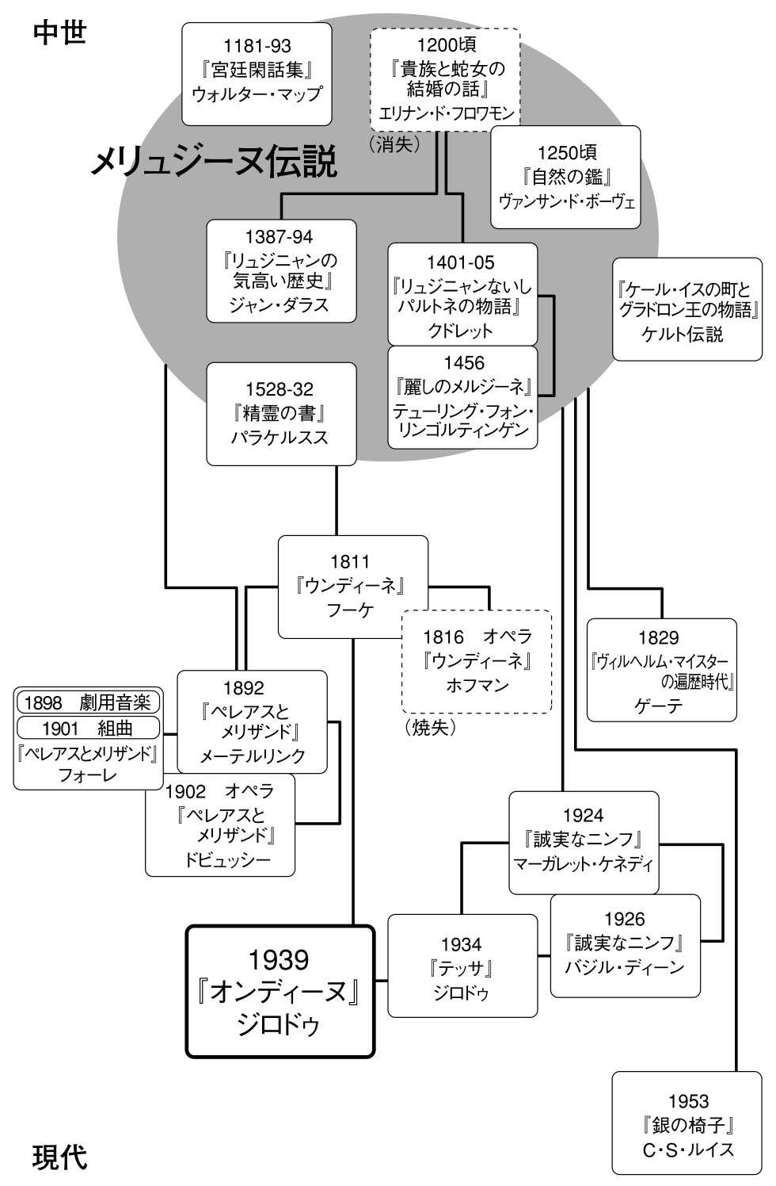 中世
1181-93
『宮廷閑話集』
ウォルター・マップ
1200頃
『貴族と蛇女の
結婚の話』
エリナン・ド・フロワモン
（消失）
メリュジーヌ伝説
1250頃
『自然の鑑』
ヴァンサン・ド・ボーヴェ
1387-94
『リュジニャンの
気高い歴史』
ジャン・ダラス
1401-05
『リュジニャンないし
パルトネの物語』
クドレット
『ケール・イスの町と
グラドロン王の物語』
ケルト伝説
1456
『麗しのメルジーネ』
テューリング・フォン・
リンゴルティンゲン
1528-32
『精霊の書』
パラケルスス
1811
『ウンディーネ』
フーケ
1816　オペラ
『ウンディーネ』
ホフマン
（焼失）
1829
『ヴィルヘルム・マイスター
の遍歴時代』
ゲーテ
1892
『ペレアスと
メリザンド』
メーテルリンク
1898　劇用音楽
1901　組曲
『ペレアスとメリザンド』
フォーレ
1902　オペラ
『ペレアスと
メリザンド』
ドビュッシー
1924
『誠実なニンフ』
マーガレット・ケネディ
1926
『誠実なニンフ』
バジル・ディーン
1934
『テッサ』
ジロドゥ
1939
『オンディーヌ』
ジロドゥ
1953
『銀の椅子』
C・S・ルイス
現代